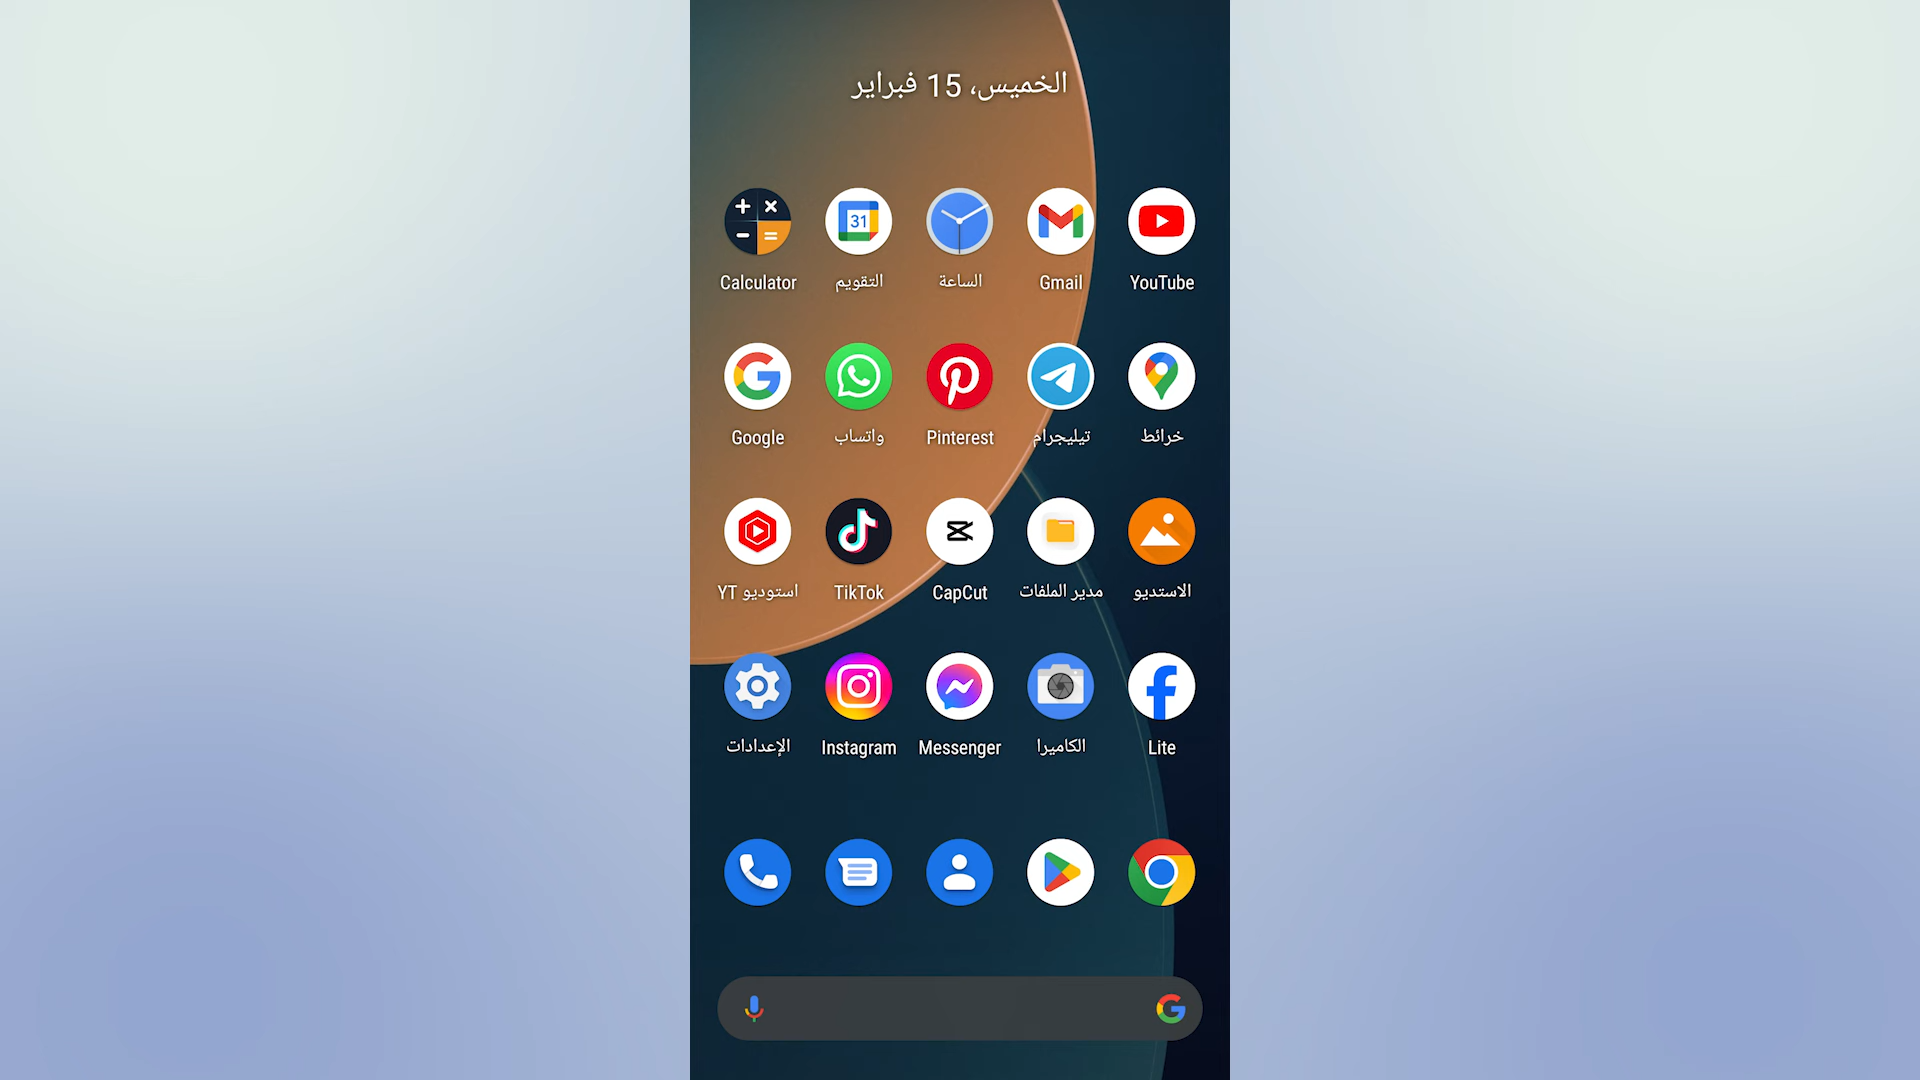 الخميس، 15 فبراير
31
YouTube
Gmail
الساعة
التقويم
Calculator
خرائط
تيليجرام
Pinterest
واتساب
Google
الاستديو
مدير الملفات
CapCut
TikTok
استوديو YT
Lite
الكاميرا
Messenger
Instagram
الإعدادات